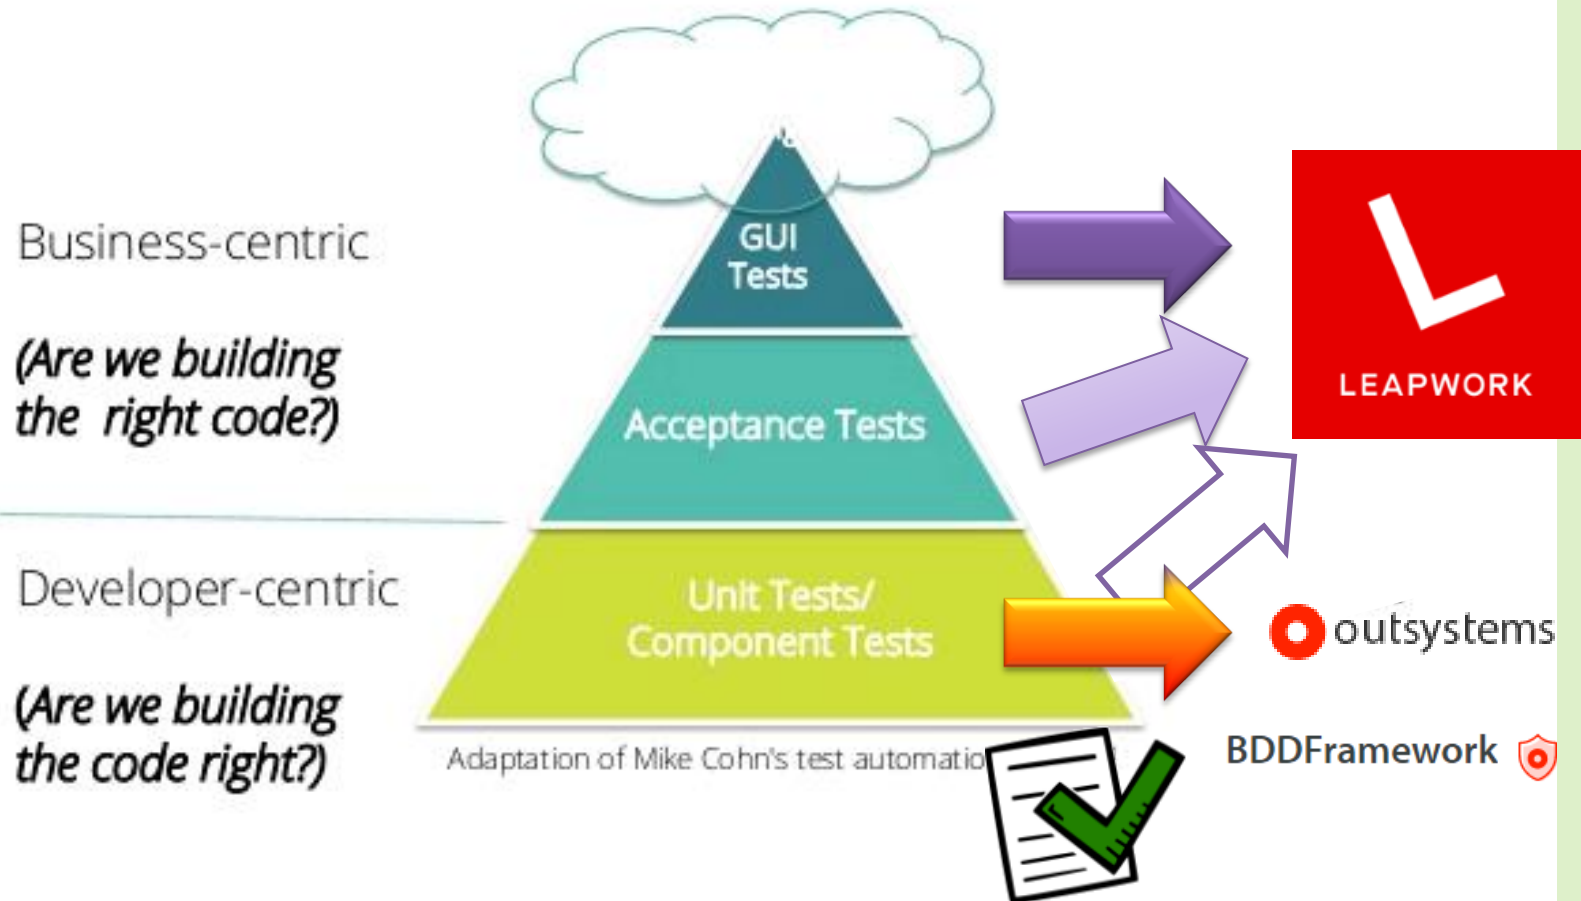 Business-centric
(Are we building
the right code?)
Developer-centric
(Are we building
the code right?)
GUI
Tests
Acceptance Tests
Unit Tests/
Component Tests
Adaptation of Mike Cohn's test automatio
LEAPWORK
outsystems
BDDFramework